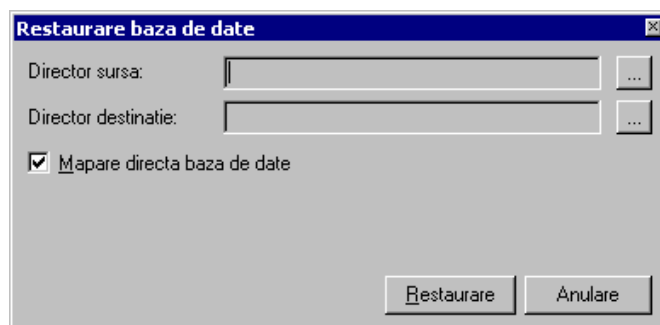 Restaurare baza de date
Director sursa: ...
Director destinatie: ...
Mapare directa baza de date
Restaurare Anulare